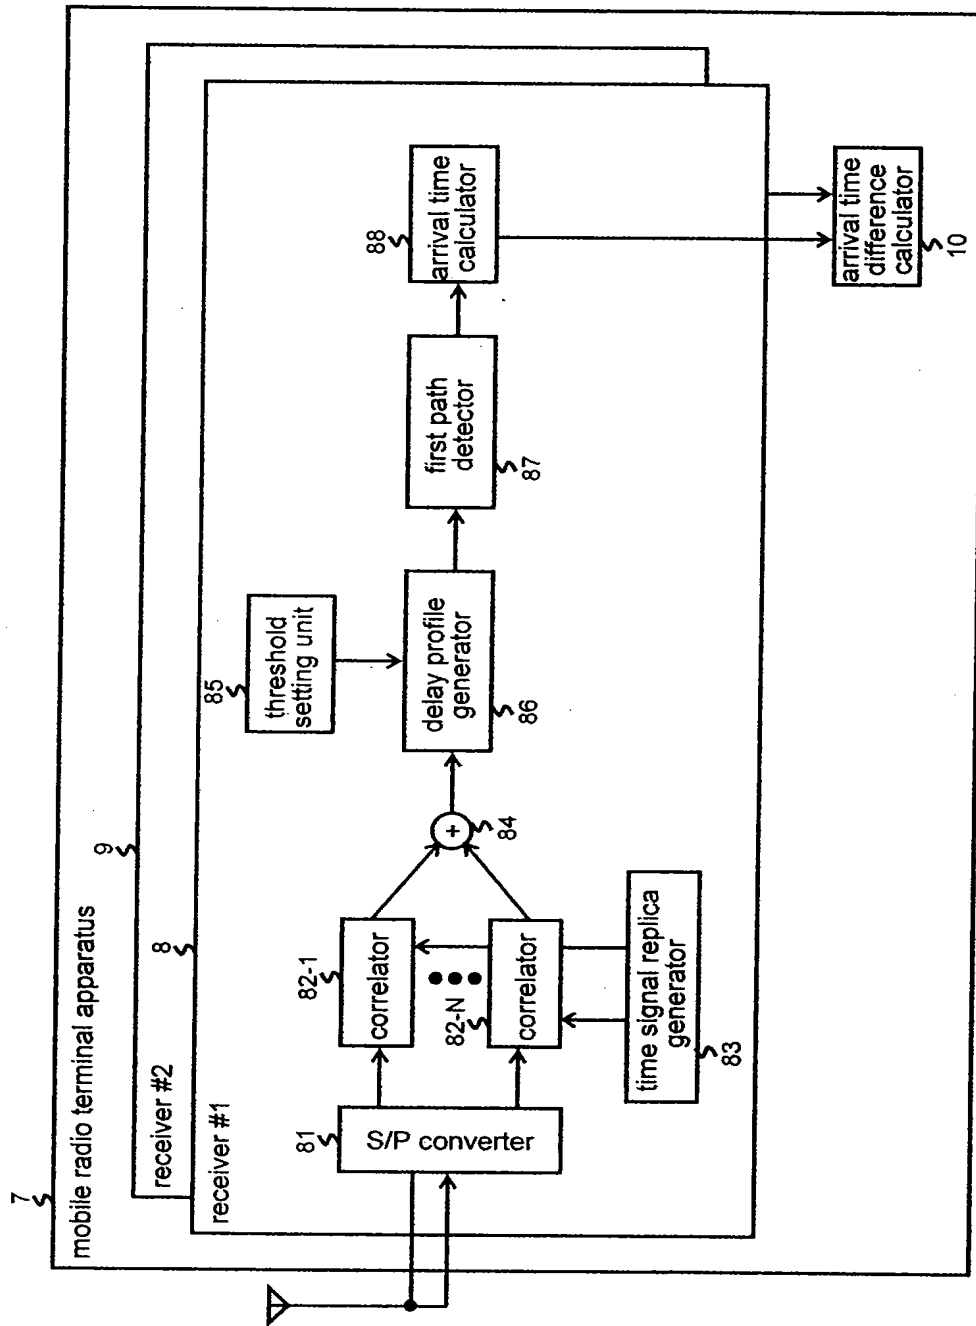 7
mobile radio terminal apparatus
9
receiver #2
8
receiver #1
81
S/P converter
82-1
correlator
82-N
correlator
time signal replica
generator
83
+
84
85
threshold
setting unit
delay profile
generator
86
first path
detector
87
88
arrival time
calculator
arrival time
difference
calculator
10